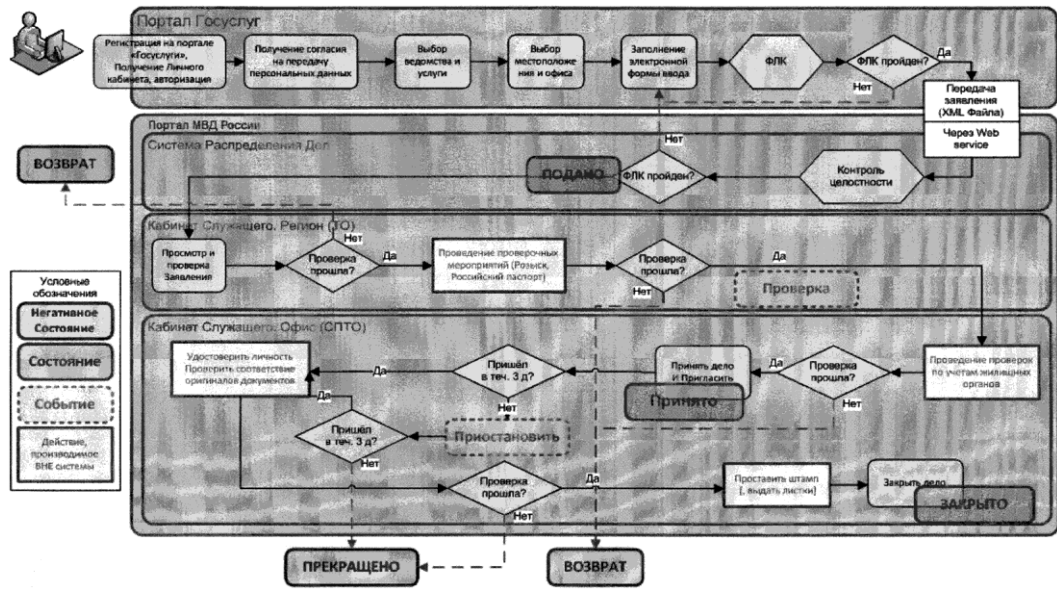 Портал Госуслуг
Регистрация на портале
«Госуслуги»,
Получение Личного
кабинета, авторизация
Получение согласия
на передачу
персональных данных
Выбор
ведомства и
услуги
Выбор
местоположе
ния и офиса
Заполнение
электронной
формы ввода
ФЛК
ФЛК пройден?
Да
Нет
Передача
заявления
(XML Файла)
Через Web
service
Портал МВД России
Система Распределения Дел
Нет
ВОЗВРАТ
ПОДАНО
ФЛК пройден?
Контроль
целостности
Кабинет Служащего. Регион (ТО)
Просмотр и
проверка
Заявления
Нет
Проверка
прошла?
Да
Проведение проверочных
мероприятий (Розыск,
Российский паспорт)
Проверка
прошла?
Да
Нет
Проверка
Условные
обозначения
Негативное
Состояние
Состояние
Событие
Действие,
производимое
ВНЕ системы
Кабинет Служащего. Офис (СПТО)
Удостоверить личность
Проверить соответствие
оригиналов документов
Да
Да
Пришёл
в теч. 3 д?
Нет
Принять дело
и Пригласить
Принято
Да
Проверка
прошла?
Нет
Проведение проверок
по учетам жилищных
органов
Пришёл
в теч. 3 д?
Нет
Приостановить
Проверка
прошла?
Да
Нет
Проставить штамп
[, выдать листки]
Закрыть дело
ЗАКРЫТО
ПРЕКРАЩЕНО
ВОЗВРАТ